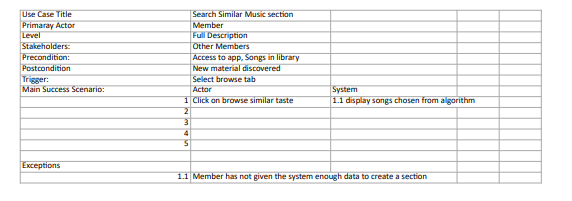 Use Case Title Search Similar Music section
Primaray Actor Member
Level Full Description
Stakeholders: Other Members
Precondition: Access to app, Songs in library
Postcondition New material discovered
Trigger: Select browse tab
Main Success Scenario: Actor System
1 Click on browse similar taste 1.1 display songs chosen from algorithm
2
3
4
5
Exceptions
1.1 Member has not given the system enough data to create a section